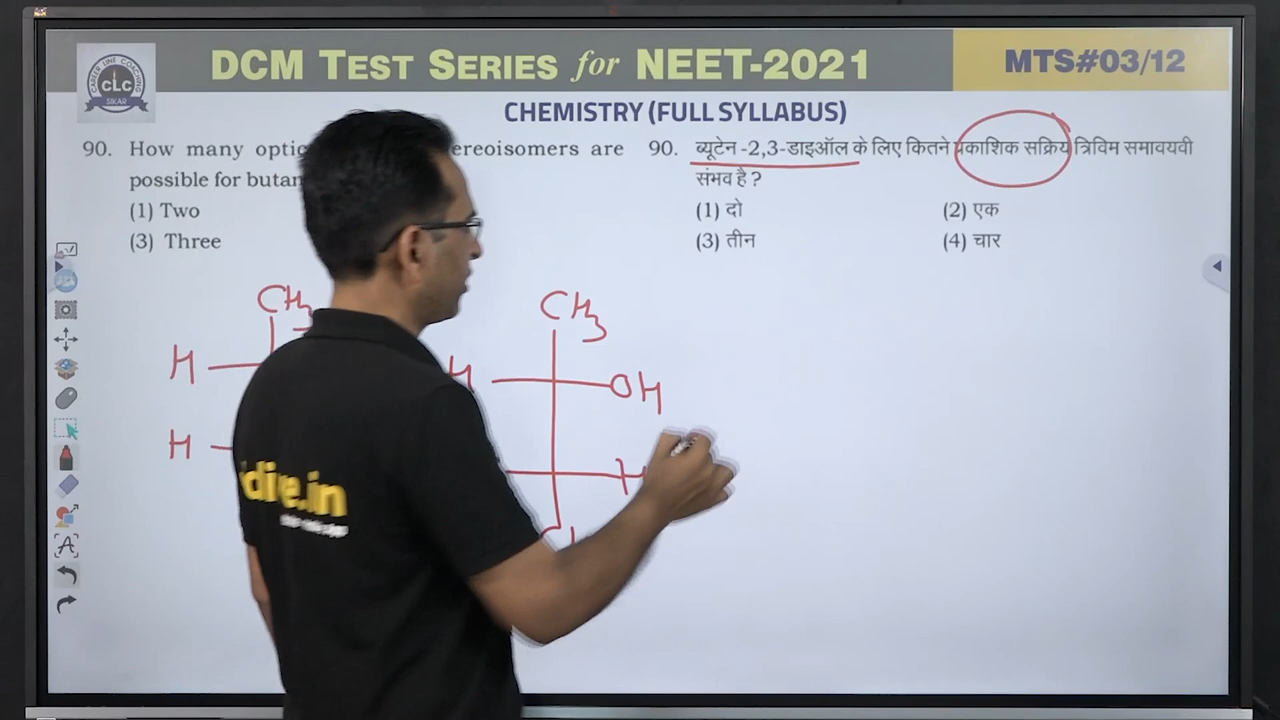 DCM TEST SERIES for NEET-2021
MTS#03/12
CLC
SIKAR
CHEMISTRY (FULL SYLLABUS)
90. How many optic ereoisomers are
possible for butan
(1) Two
(3) Three
90. ब्यूटेन -2,3-डाइऑल के लिए कितने प्रकाशिक सक्रिय त्रिविम समावयवी
संभव है ?
(1) दो (2) एक
(3) तीन (4) चार
CH3
H
H
CH3
H OH
H
dive.in